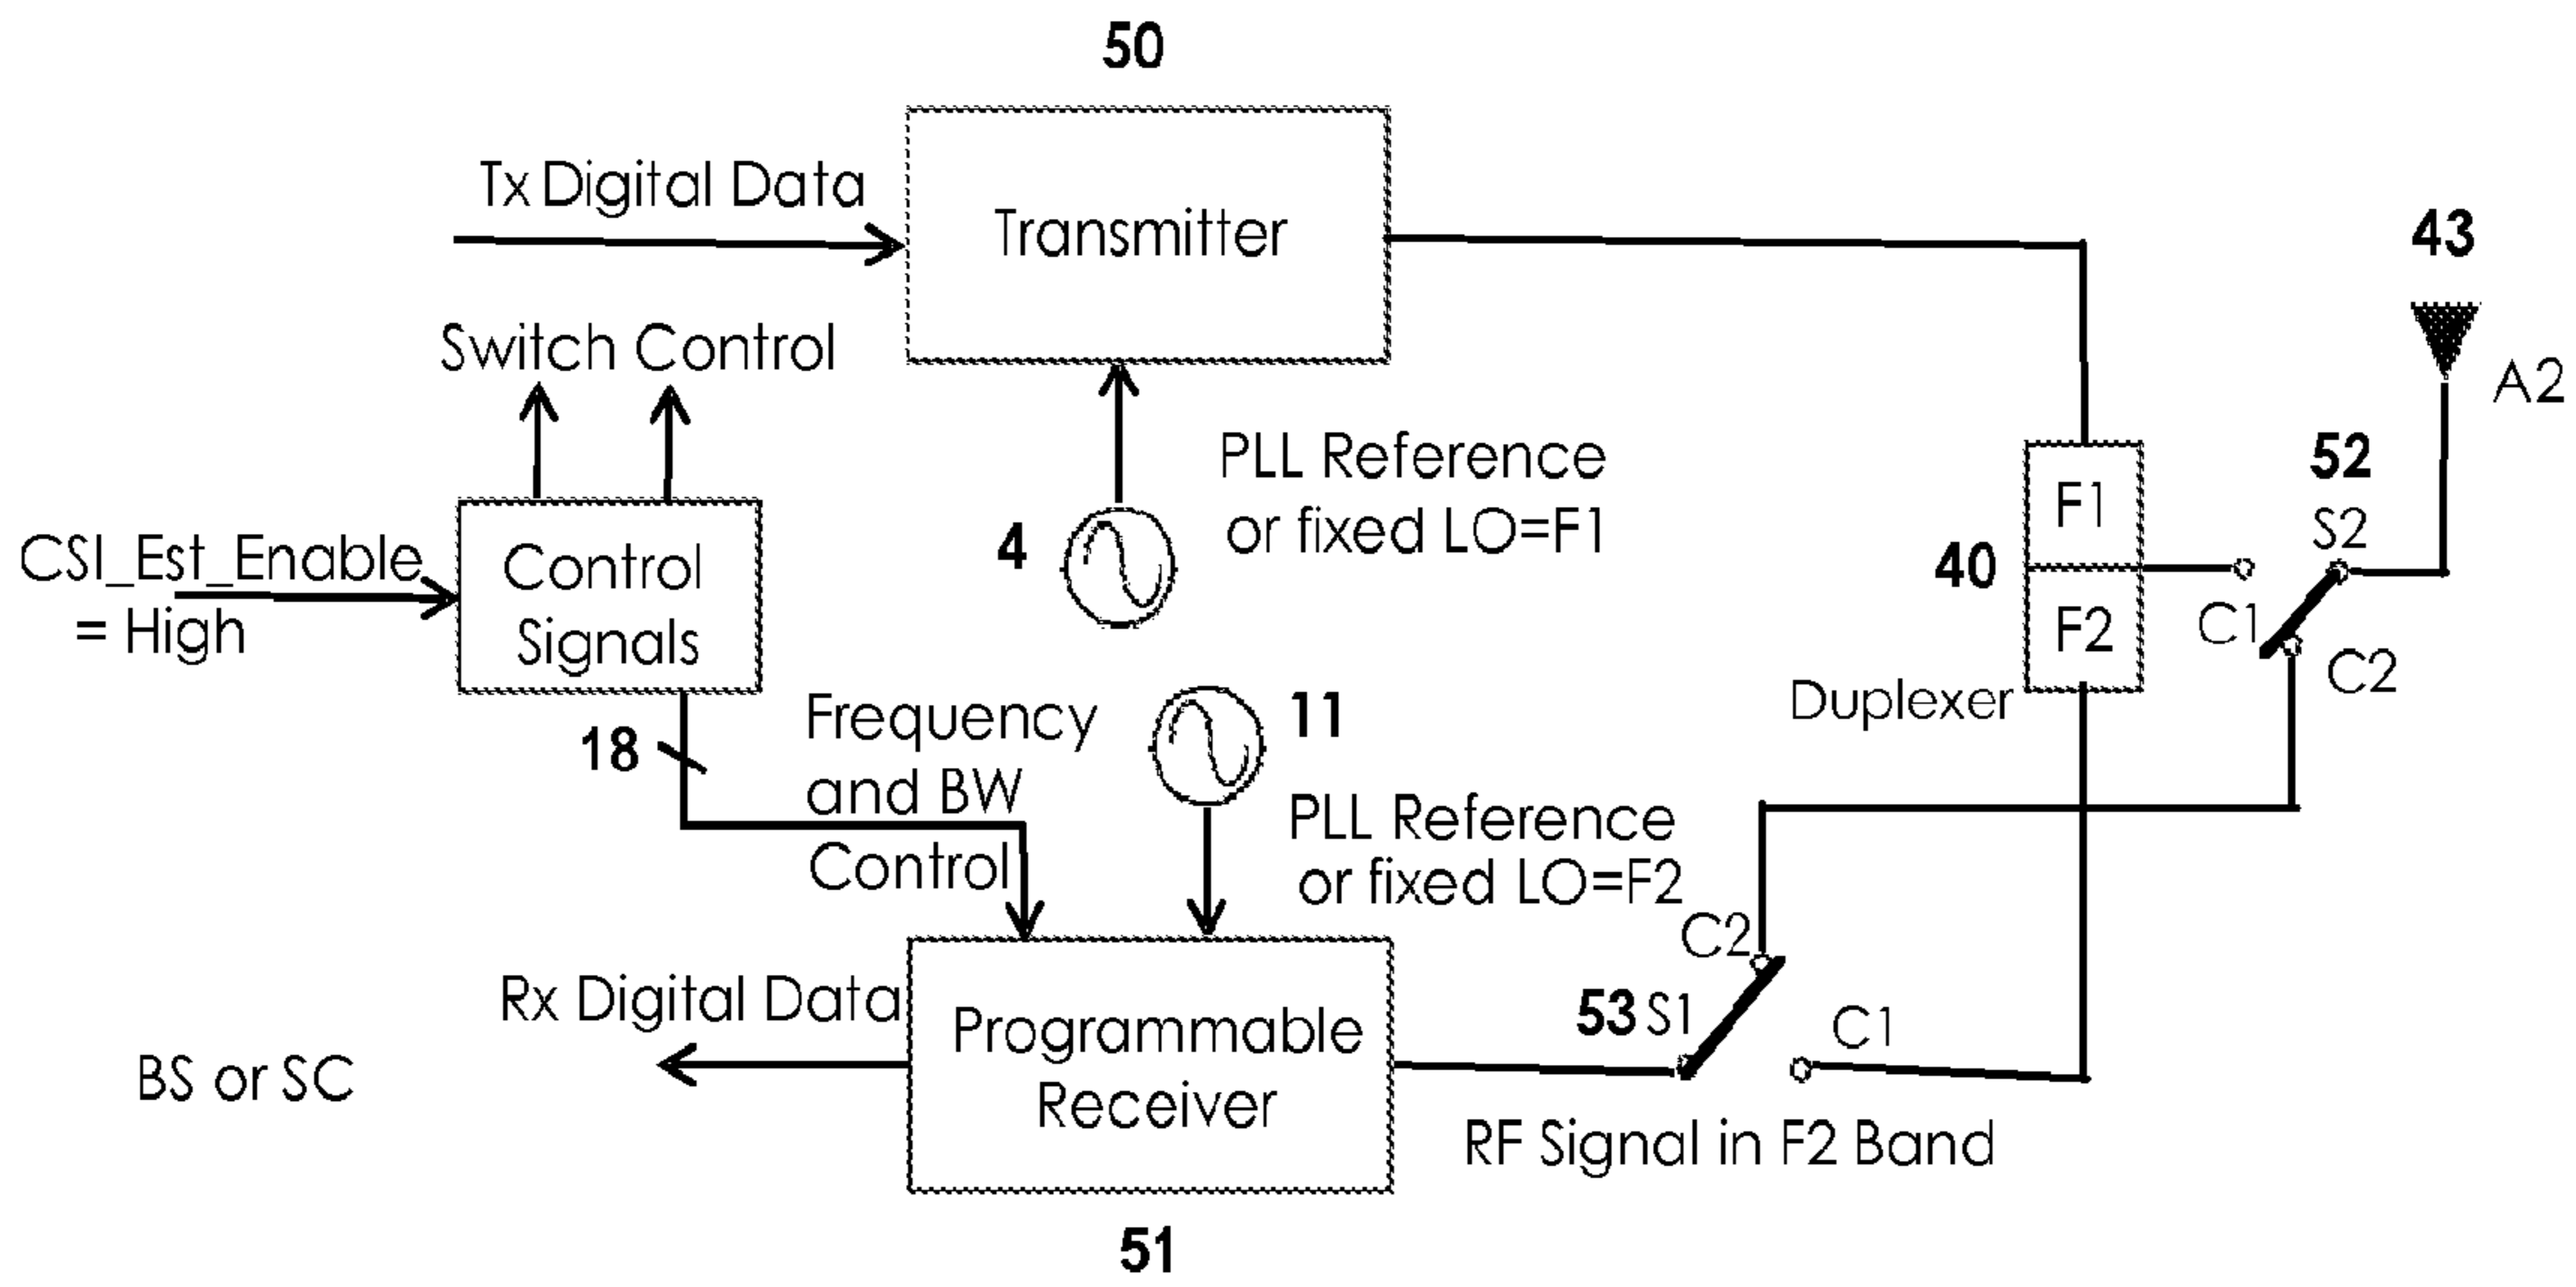 50
Tx Digital Data
Transmitter
43
A2
Switch Control
PLL Reference
or fixed LO=F1
4
52
S2
F1
40
F2
C1
C2
Duplexer
CSI_Est_Enable
= High
Control
Signals
18
Frequency
and BW
Control
11
PLL Reference
or fixed LO=F2
C2
53 S1
C1
Rx Digital Data
Programmable
Receiver
BS or SC
RF Signal in F2 Band
51